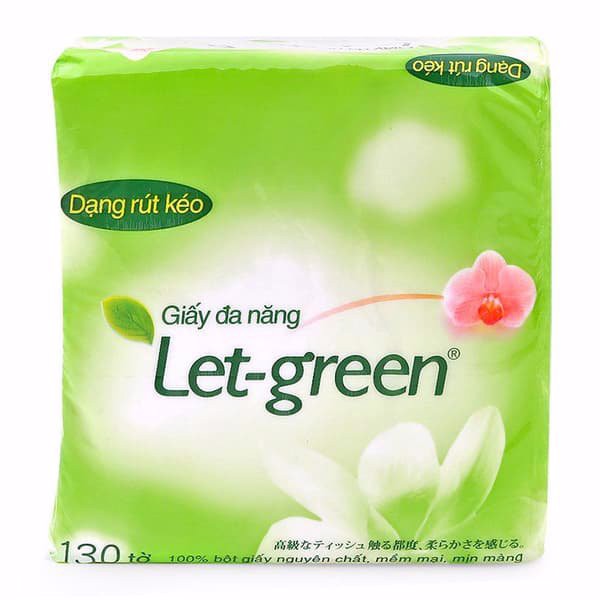 Dạng rút kéo
Dạng rút kéo
Giấy đa năng
Let-green®
高級なティッシュ触る都度、柔らかさを感じる。
130 tờ 100% bột giấy nguyên chất, mềm mại, mịn màng